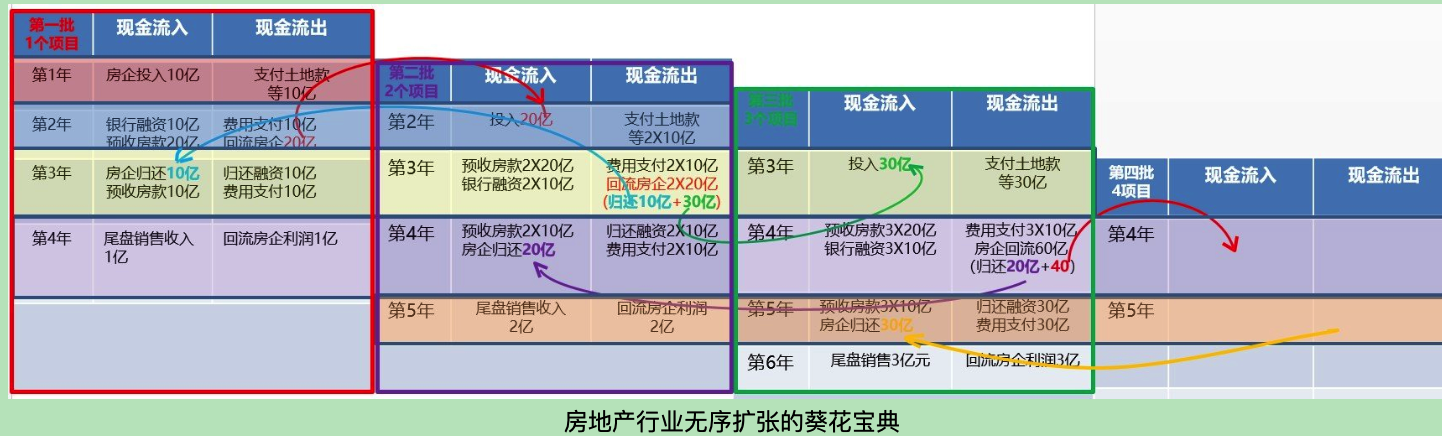 第一批
1个项目
现金流入
现金流出
第1年
房企投入10亿
支付土地款
等10亿
第2年
银行融资10亿
预收房款20亿
费用支付10亿
回流房企20亿
第3年
房企归还10亿
预收房款10亿
归还融资10亿
费用支付10亿
第4年
尾盘销售收入
1亿
回流房企利润1亿
第二批
2个项目
现金流入
现金流出
第2年
投入20亿
支付土地款
等2X10亿
第3年
预收房款2X20亿
银行融资2X10亿
费用支付2X10亿
回流房企2X20亿
(归还10亿+30亿)
第4年
预收房款2X10亿
房企归还20亿
归还融资2X10亿
费用支付2X10亿
第5年
尾盘销售收入
2亿
回流房企利润
2亿
第三批
3个项目
现金流入
现金流出
第3年
投入30亿
支付土地款
等30亿
第4年
预收房款3X20亿
银行融资3X10亿
费用支付3X10亿
房企回流60亿
(归还20亿+40)
第5年
预收房款3X10亿
房企归还30亿
归还融资30亿
费用支付30亿
第6年
尾盘销售3亿元
回流房企利润3亿
第四批
4项目
现金流入
现金流出
第4年
第5年
房地产行业无序扩张的葵花宝典